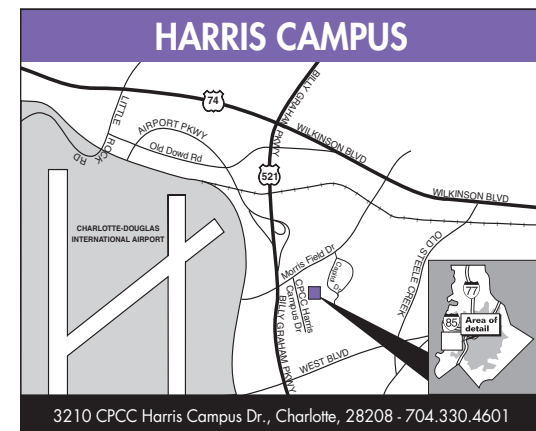 HARRIS CAMPUS
LITTLE ROCK RD
74
BILLY GRAHAM PKWY
AIRPORT PKWY
Old Dowd Rd
WILKINSON BLVD
521
WILKINSON BLVD
CHARLOTTE-DOUGLAS
INTERNATIONAL AIRPORT
OLD STEELE CREEK
Morris Field Dr
CPCC Harris
Campus Dr
BILLY GRAHAM PKWY
WEST BLVD
77
85
Area of
detail
3210 CPCC Harris Campus Dr., Charlotte, 28208 - 704.330.4601